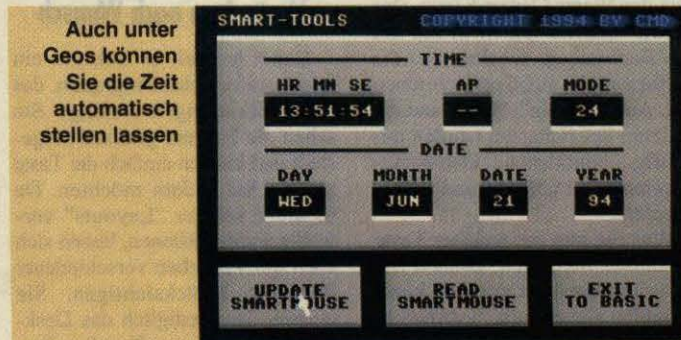 Auch unter
Geos können
Sie die Zeit
automatisch
stellen lassen
SMART-TOOLS COPYRIGHT 1994 BY CMD
TIME
HR MN SE AP MODE
13:51:54 -- 24
DATE
DAY MONTH DATE YEAR
WED JUN 21 94
UPDATE
SMARTMOUSE
READ
SMARTMOUSE
EXIT
TO BASIC